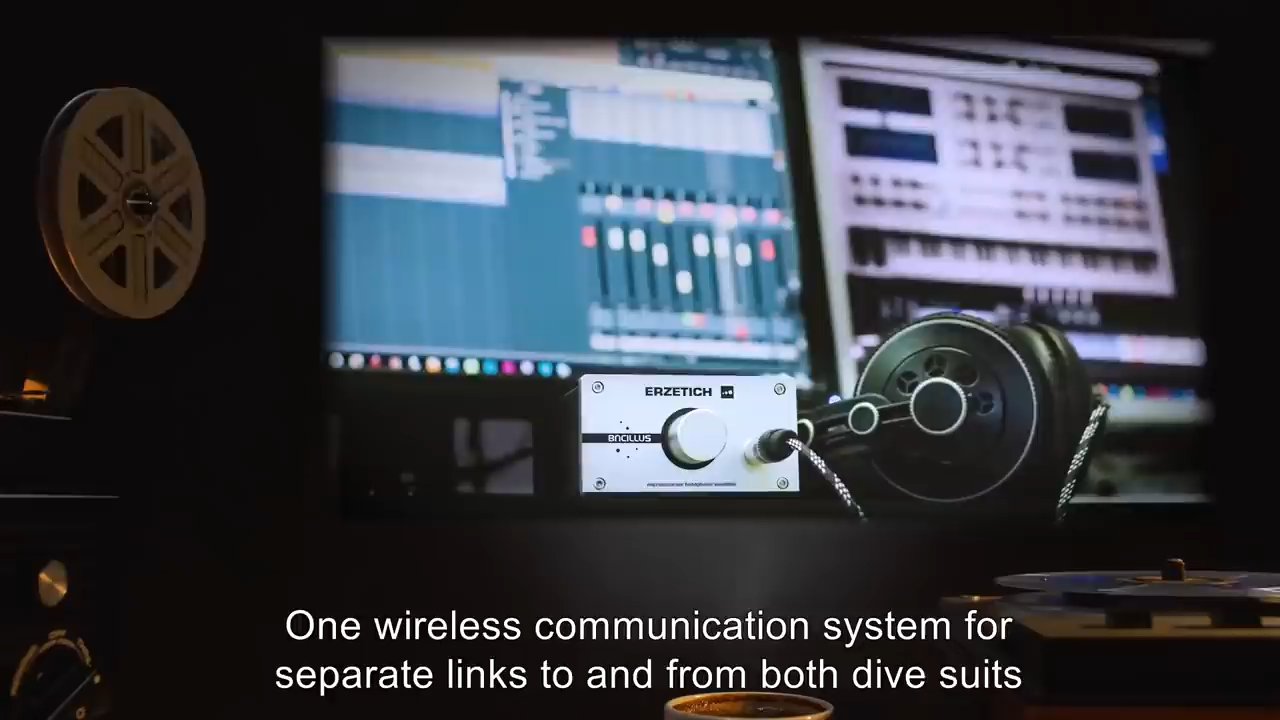 ERZETICH
BACILLUS
One wireless communication system for
separate links to and from both dive suits